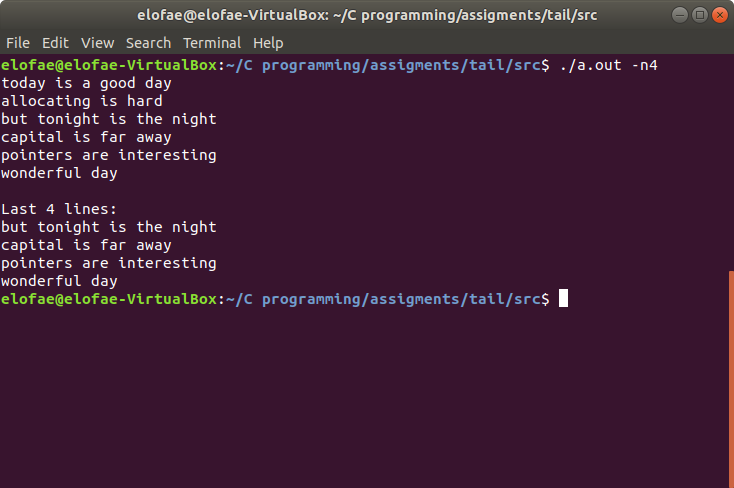 elofae@elofae-VirtualBox: ~/C programming/assigments/tail/src
File Edit View Search Terminal Help
elofae@elofae-VirtualBox:~/C programming/assigments/tail/src$ ./a.out -n4
today is a good day
allocating is hard
but tonight is the night
capital is far away
pointers are interesting
wonderful day
Last 4 lines:
but tonight is the night
capital is far away
pointers are interesting
wonderful day
elofae@elofae-VirtualBox:~/C programming/assigments/tail/src$